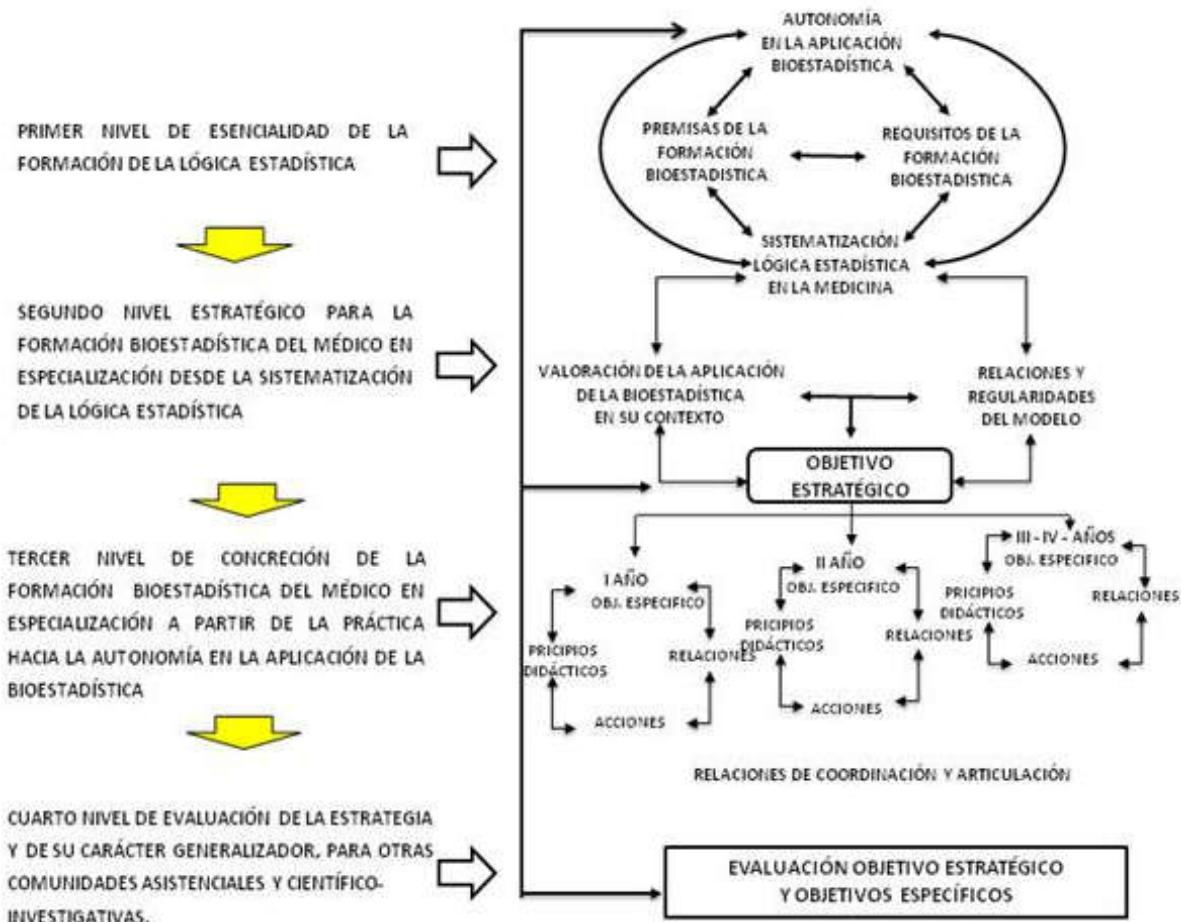 PRIMER NIVEL DE ESENCIALIDAD DE LA
FORMACIÓN DE LA LÓGICA ESTADÍSTICA
SEGUNDO NIVEL ESTRATÉGICO PARA LA
FORMACIÓN BIOESTADÍSTICA DEL MÉDICO EN
ESPECIALIZACIÓN DESDE LA SISTEMATIZACIÓN
DE LA LÓGICA ESTADÍSTICA
TERCER NIVEL DE CONCRECIÓN DE LA
FORMACIÓN BIOESTADÍSTICA DEL MÉDICO EN
ESPECIALIZACIÓN A PARTIR DE LA PRÁCTICA
HACIA LA AUTONOMÍA EN LA APLICACIÓN DE LA
BIOESTADÍSTICA
CUARTO NIVEL DE EVALUACIÓN DE LA ESTRATEGIA
Y DE SU CARÁCTER GENERALIZADOR, PARA OTRAS
COMUNIDADES ASISTENCIALES Y CIENTÍFICO-
INVESTIGATIVAS.
AUTONOMÍA
EN LA APLICACIÓN
BIOESTADÍSTICA
PREMISAS DE LA
FORMACIÓN
BIOESTADISTICA
REQUISITOS DE LA
FORMACIÓN
BIOESTADISTICA
SISTEMATIZACIÓN
LÓGICA ESTADÍSTICA
EN LA MEDICINA
VALORACIÓN DE LA APLICACIÓN
DE LA BIOESTADÍSTICA
EN SU CONTEXTO
RELACIONES Y
REGULARIDADES
DEL MODELO
OBJETIVO
ESTRATÉGICO
I AÑO
OBJ. ESPECIFICO
PRICIPIOS
DIDÁCTICOS
RELACIONES
ACCIONES
II AÑO
OBJ. ESPECIFICO
PRICIPIOS
DIDÁCTICOS
RELACIONES
ACCIONES
III - IV - AÑOS
OBJ. ESPECIFICO
PRICIPIOS
DIDÁCTICOS
RELACIONES
ACCIONES
RELACIONES DE COORDINACIÓN Y ARTICULACIÓN
EVALUACIÓN OBJETIVO ESTRATÉGICO
Y OBJETIVOS ESPECÍFICOS